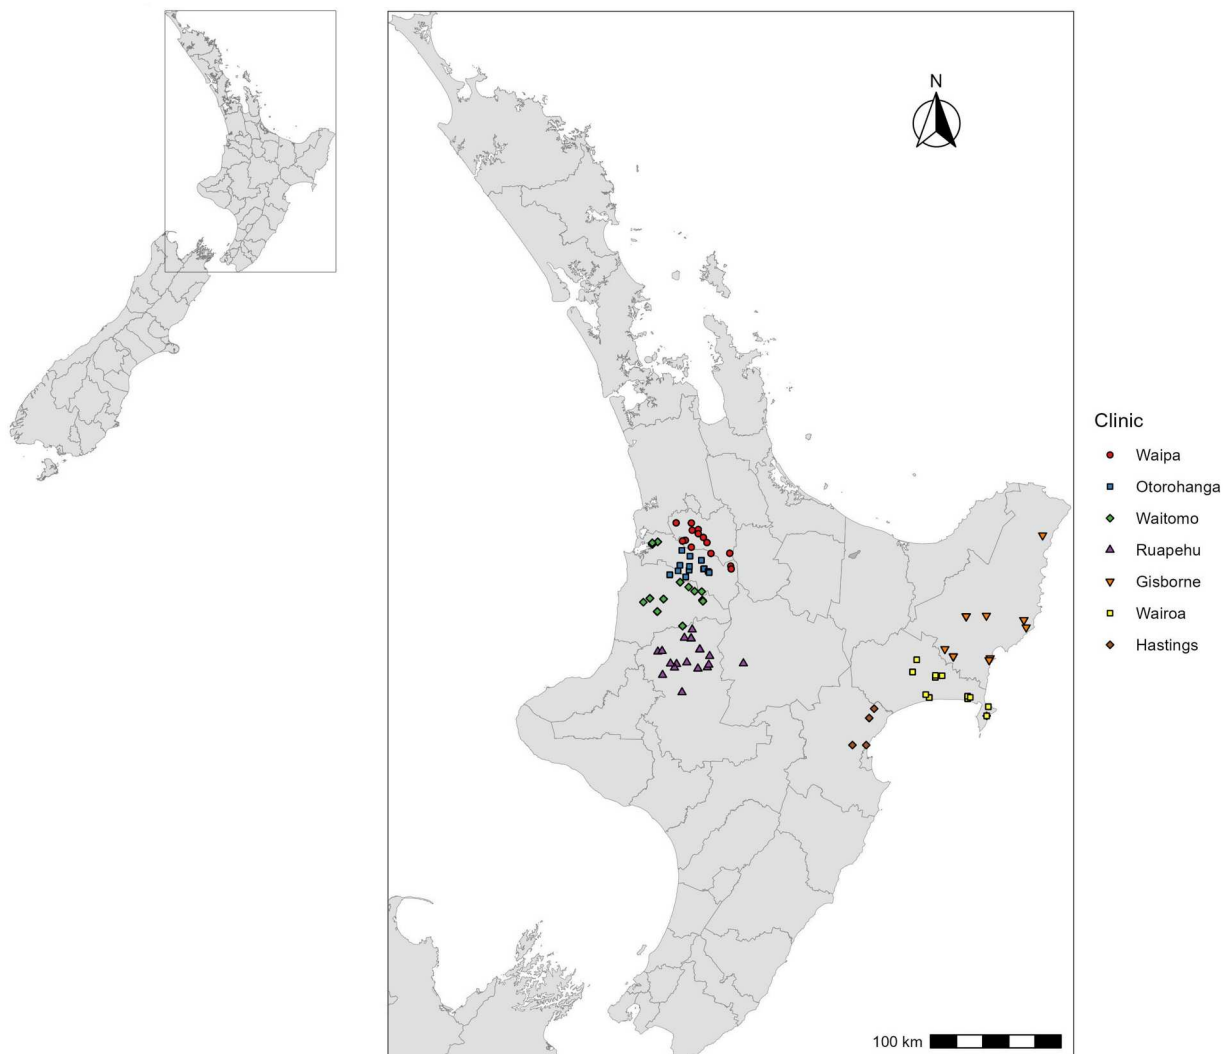 N
Clinic
Waipa
Otorohanga
Waitomo
Ruapehu
Gisborne
Wairoa
Hastings
100 km